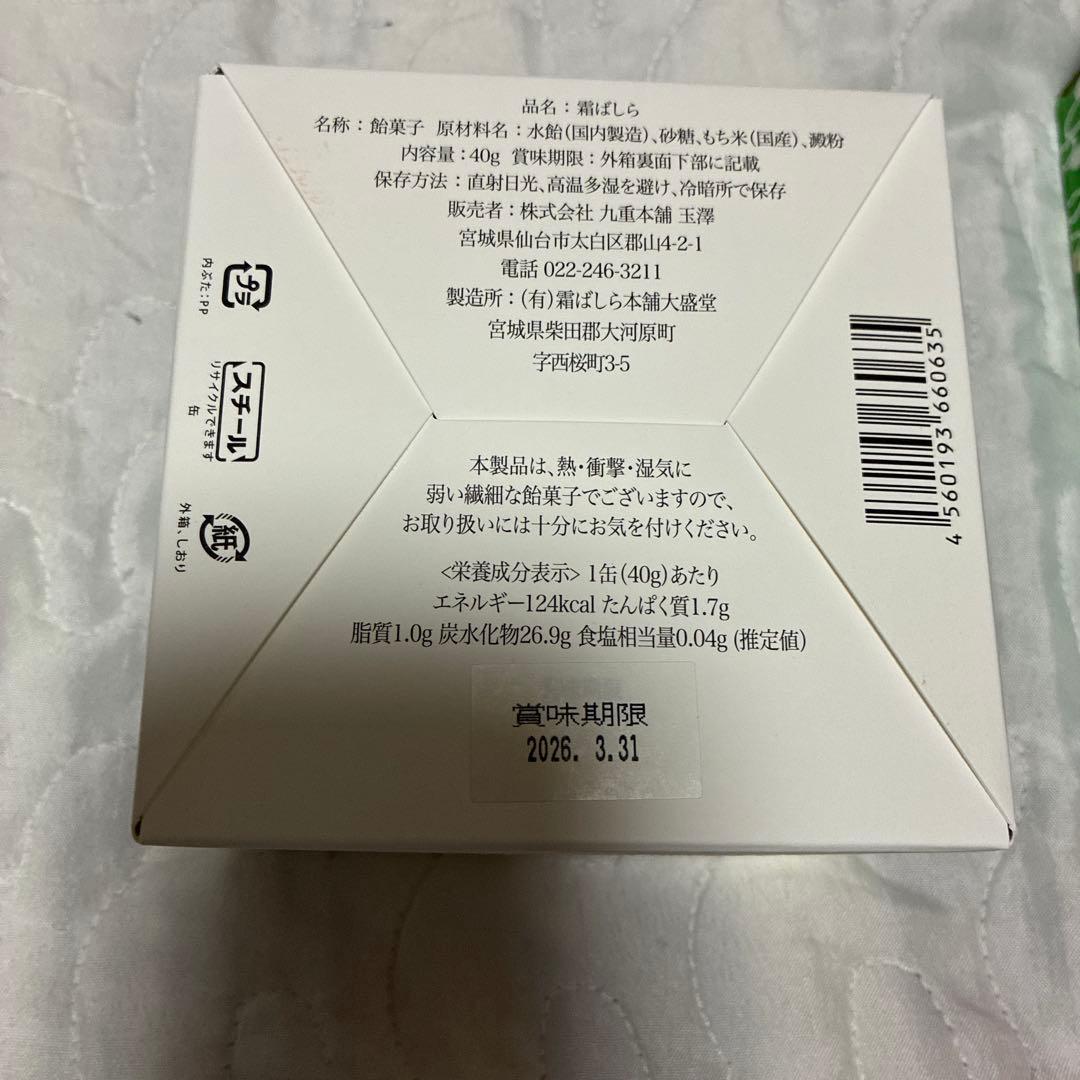 品名：霜ばしら
名称：飴菓子 原材料名：水飴(国内製造)、砂糖、もち米(国産)、澱粉
内容量：40g 賞味期限：外箱裏面下部に記載
保存方法：直射日光、高温多湿を避け、冷暗所で保存
販売者：株式会社 九重本舗 玉澤
宮城県仙台市太白区郡山4-2-1
電話 022-246-3211
製造所：(有)霜ばしら本舗大盛堂
宮城県柴田郡大河原町
字西桜町3-5
プラ
内ぶた：PP
スチール
リサイクルできます
缶
紙
外箱、しおり
4 560193 660635
本製品は、熱・衝撃・湿気に
弱い繊細な飴菓子でございますので、
お取り扱いには十分にお気を付けください。
<栄養成分表示> 1缶(40g)あたり
エネルギー124kcal たんぱく質1.7g
脂質1.0g 炭水化物26.9g 食塩相当量0.04g (推定値)
賞味期限
2026. 3.31